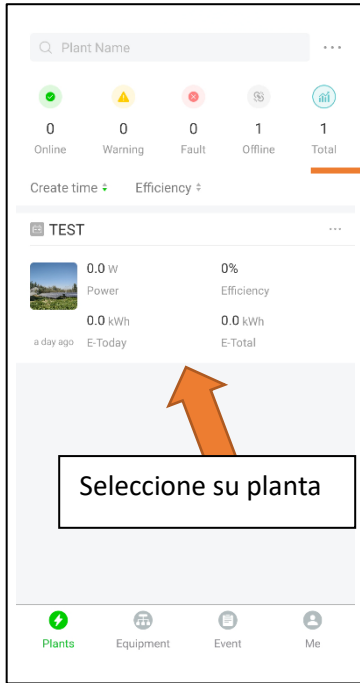 Plant Name
0 0 0 1 1
Online Warning Fault Offline Total
Create time Efficiency
TEST
0.0 W 0%
Power Efficiency
0.0 kWh 0.0 kWh
a day ago E-Today E-Total
Seleccione su planta
Plants Equipment Event Me